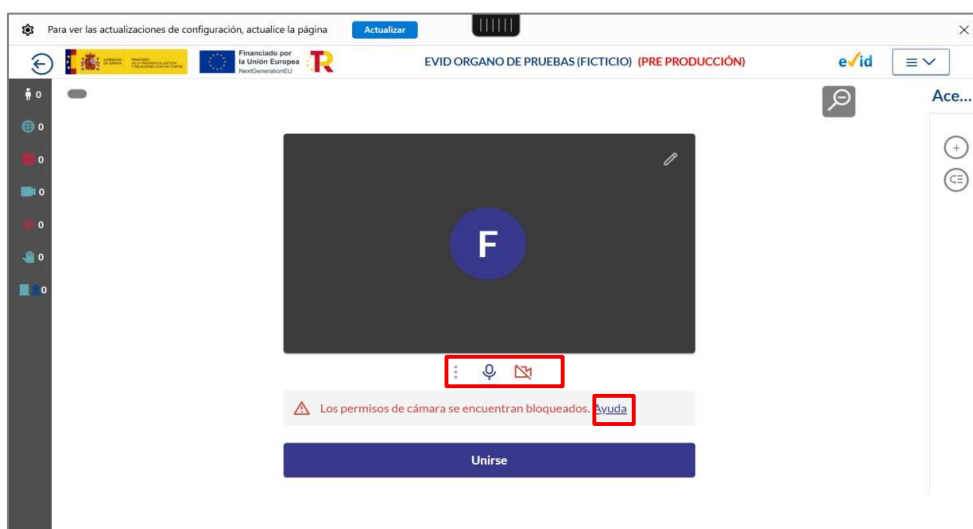 Para ver las actualizaciones de configuración, actualice la página
Actualizar
Financiado por
la Unión Europea
NextGenerationEU
EVID ORGANO DE PRUEBAS (FICTICIO) (PRE PRODUCCIÓN)
evid
Ace...
0
0
0
0
0
0
0
F
Los permisos de cámara se encuentran bloqueados. Ayuda
Unirse